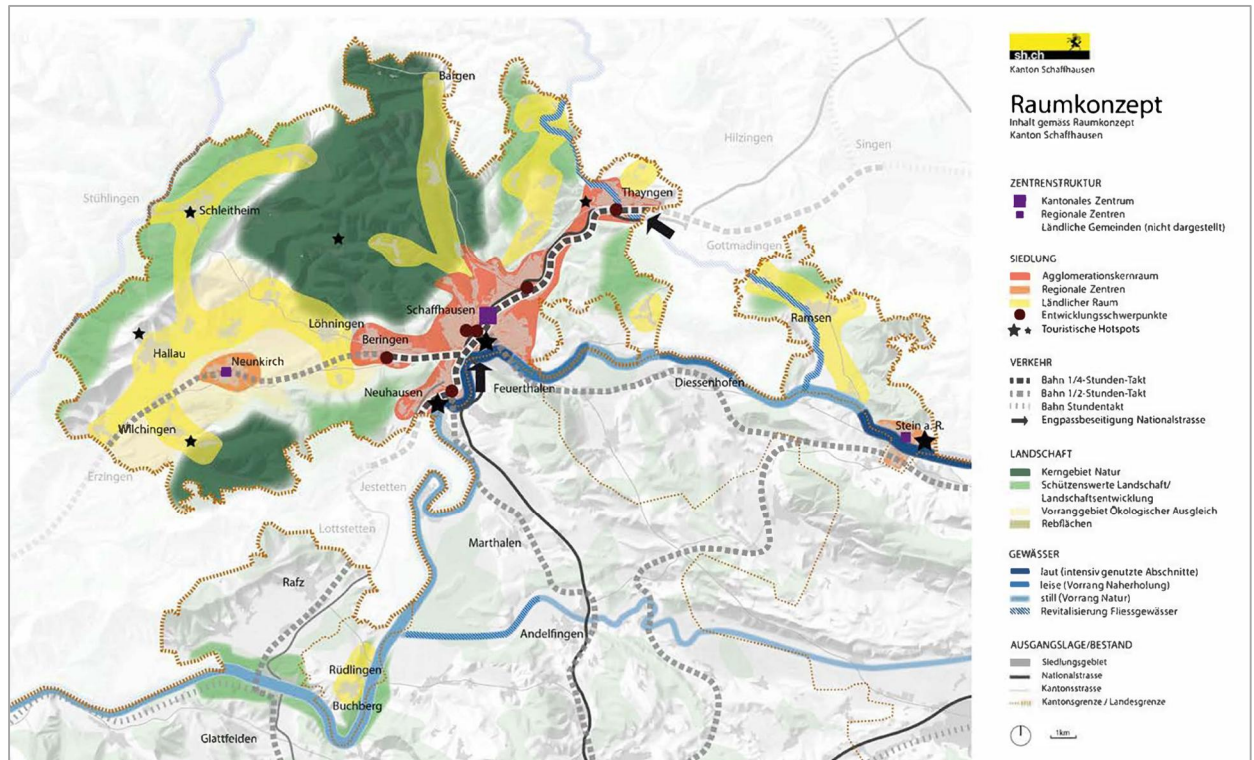 Bargen
Hilzingen
Singen
Stühlingen
Schleitheim
Thayngen
Gottmadingen
Schaffhausen
Ramsen
Löhningen
Beringen
Hallau
Neunkirch
Neuhausen
Feuerthalen
Diessenhofen
Wilchingen
Stein a. R.
Erzingen
Jestetten
Lottstetten
Marthalen
Rafz
Andelfingen
Rüdlingen
Buchberg
Glattfelden
sh.ch
Kanton Schaffhausen
Raumkonzept
Inhalt gemäss Raumkonzept
Kanton Schaffhausen
ZENTRENSTRUKTUR
Kantonales Zentrum
Regionale Zentren
Ländliche Gemeinden (nicht dargestellt)
SIEDLUNG
Agglomerationskernraum
Regionale Zentren
Ländlicher Raum
Entwicklungsschwerpunkte
Touristische Hotspots
VERKEHR
Bahn 1/4-Stunden-Takt
Bahn 1/2-Stunden-Takt
Bahn Stundentakt
Engpassbeseitigung Nationalstrasse
LANDSCHAFT
Kerngebiet Natur
Schützenswerte Landschaft/
Landschaftsentwicklung
Vorranggebiet Ökologischer Ausgleich
Rebflächen
GEWÄSSER
laut (intensiv genutzte Abschnitte)
leise (Vorrang Naherholung)
still (Vorrang Natur)
Revitalisierung Fliessgewässer
AUSGANGSLAGE/BESTAND
Siedlungsgebiet
Nationalstrasse
Kantonsstrasse
Kantonsgrenze / Landesgrenze
1km